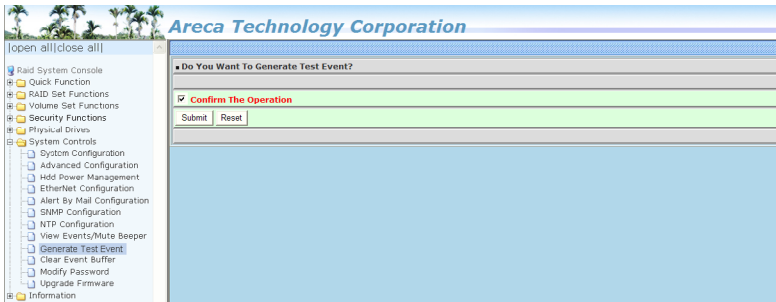 Areca Technology Corporation
|open all|close all|
Raid System Console
Quick Function
RAID Set Functions
Volume Set Functions
Security Functions
Physical Drives
System Controls
System Configuration
Advanced Configuration
Hdd Power Management
EtherNet Configuration
Alert By Mail Configuration
SNMP Configuration
NTP Configuration
View Events/Mute Beeper
Generate Test Event
Clear Event Buffer
Modify Password
Upgrade Firmware
Information
Do You Want To Generate Test Event?
Confirm The Operation
Submit Reset